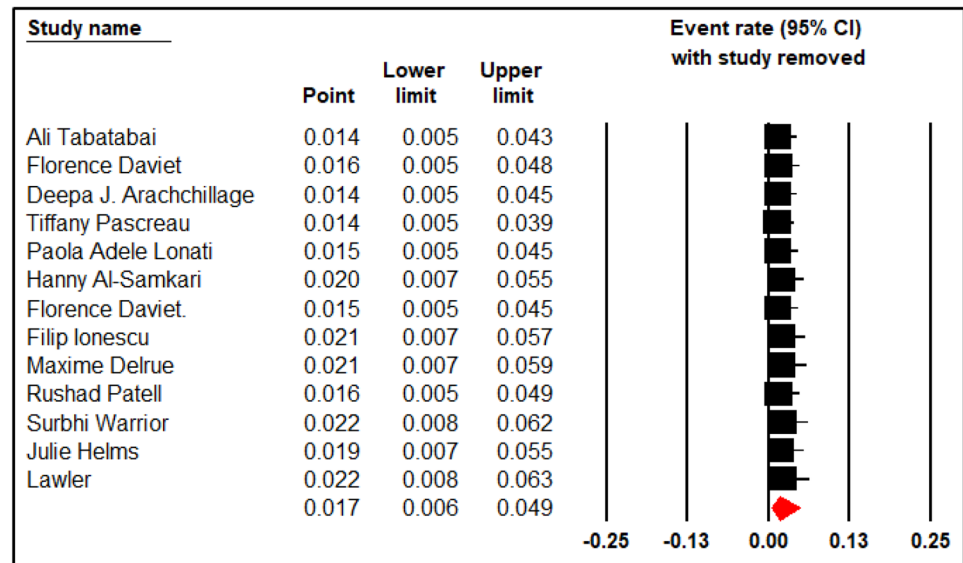 Study name Event rate (95% CI)
with study removed
Lower Upper
Point limit limit
Ali Tabatabai 0.014 0.005 0.043
Florence Daviet 0.016 0.005 0.048
Deepa J. Arachchillage 0.014 0.005 0.045
Tiffany Pascreau 0.014 0.005 0.039
Paola Adele Lonati 0.015 0.005 0.045
Hanny Al-Samkari 0.020 0.007 0.055
Florence Daviet. 0.015 0.005 0.045
Filip Ionescu 0.021 0.007 0.057
Maxime Delrue 0.021 0.007 0.059
Rushad Patell 0.016 0.005 0.049
Surbhi Warrior 0.022 0.008 0.062
Julie Helms 0.019 0.007 0.055
Lawler 0.022 0.008 0.063
0.017 0.006 0.049
-0.25 -0.13 0.00 0.13 0.25